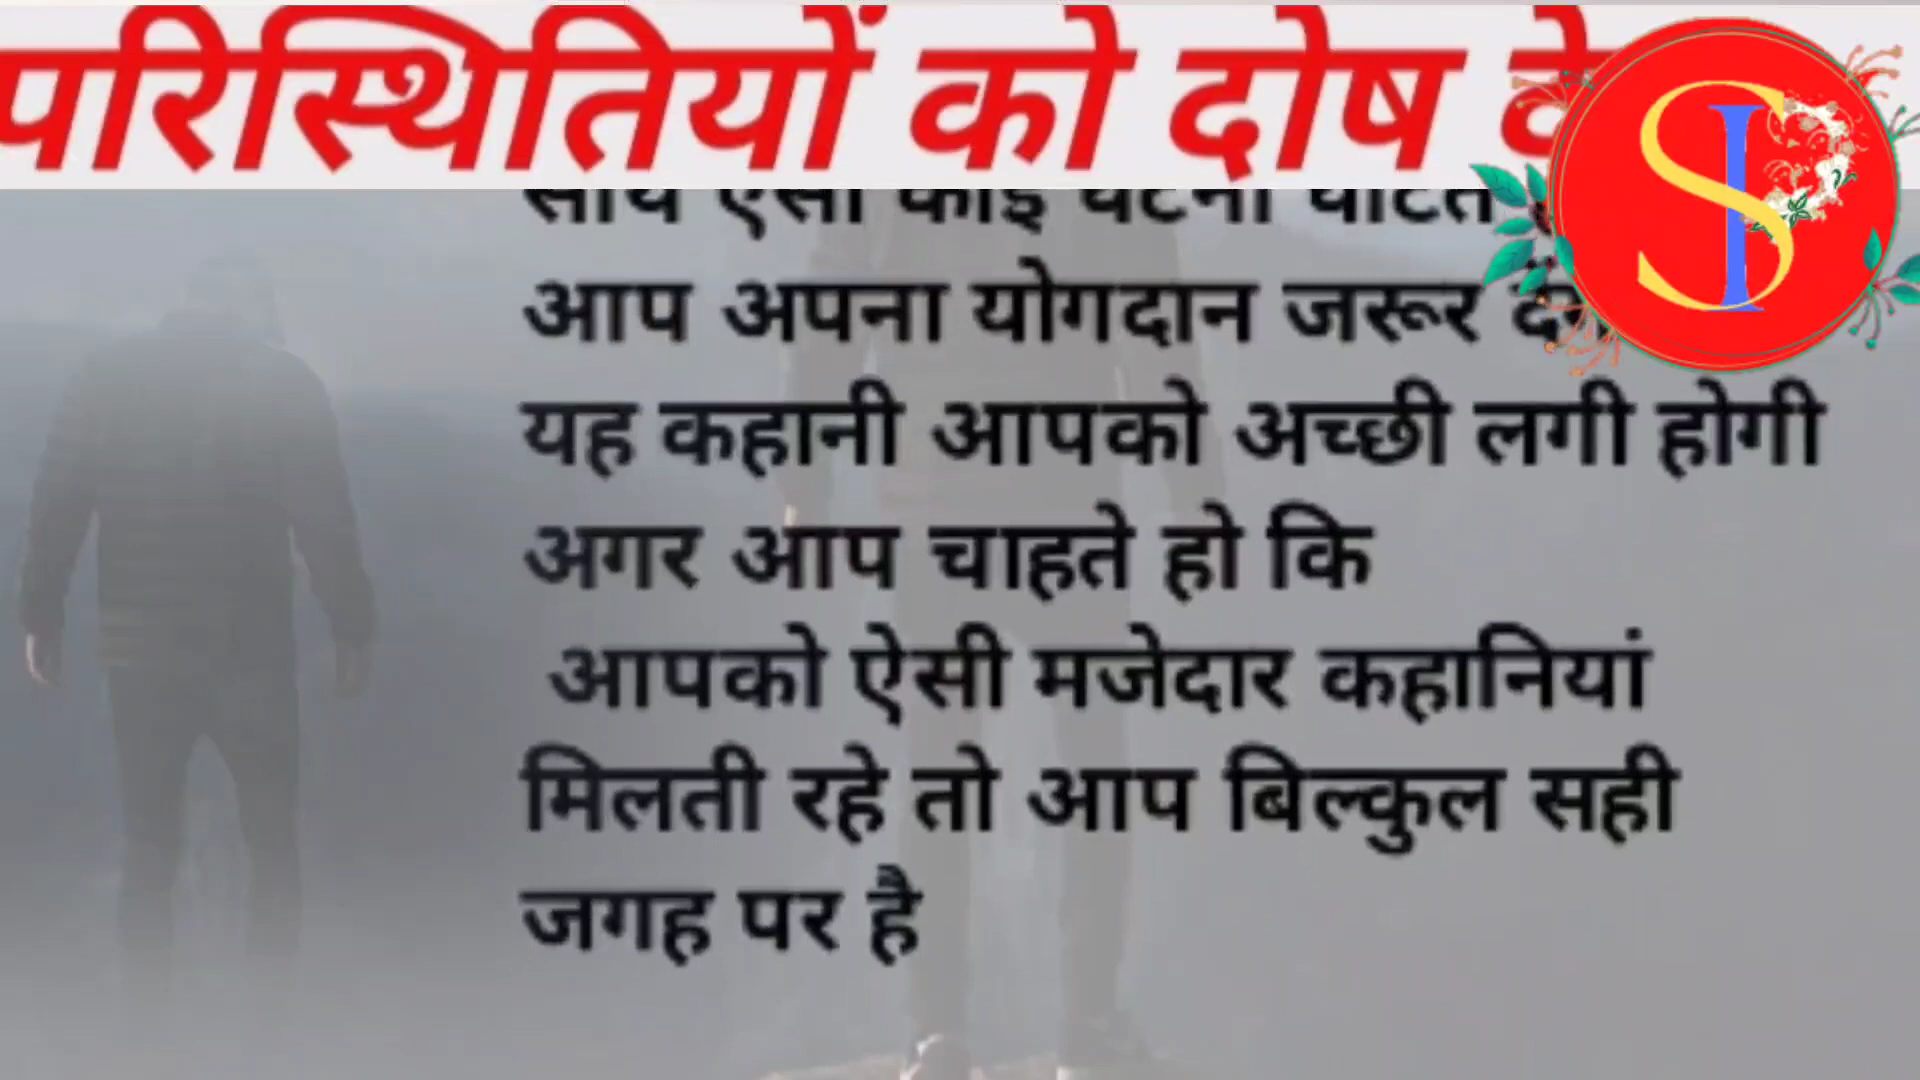 परिस्थितियों को दोष
आप अपना योगदान जरूर
यह कहानी आपको अच्छी लगी होगी
अगर आप चाहते हो कि
आपको ऐसी मजेदार कहानियां
मिलती रहे तो आप बिल्कुल सही
जगह पर है
SI